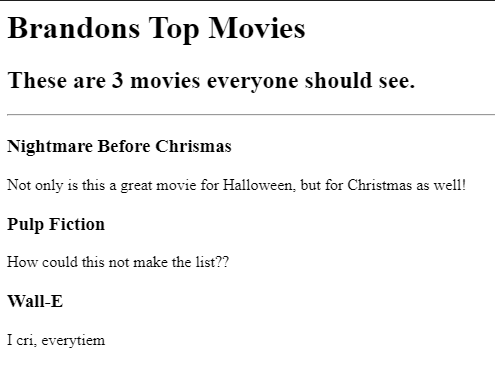 Brandons Top Movies
These are 3 movies everyone should see.
Nightmare Before Chrismas
Not only is this a great movie for Halloween, but for Christmas as well!
Pulp Fiction
How could this not make the list??
Wall-E
I cri, everytiem